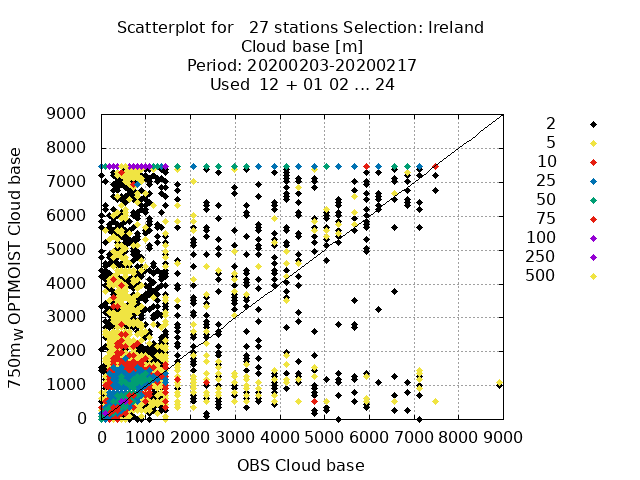 Scatterplot for   27 stations Selection: Ireland
Cloud base [m]
Period: 20200203-20200217
Used  12 + 01 02 ... 24
750mw OPTMOIST Cloud base
9000
8000
7000
6000
5000
4000
3000
2000
1000
0
0 1000 2000 3000 4000 5000 6000 7000 8000 9000
OBS Cloud base
2
5
10
25
50
75
100
250
500